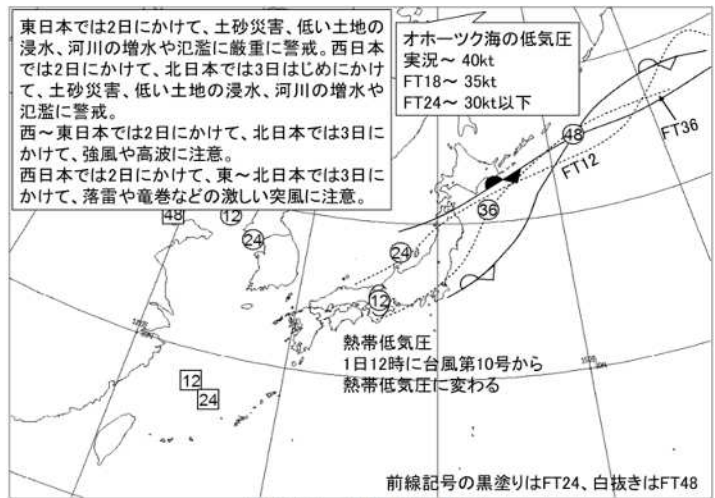 東日本では2日にかけて、土砂災害、低い土地の
浸水、河川の増水や氾濫に厳重に警戒。西日本
では2日にかけて、北日本では3日はじめにかけ
て、土砂災害、低い土地の浸水、河川の増水や
氾濫に警戒。
西～東日本では2日にかけて、北日本では3日に
かけて、強風や高波に注意。
西日本では2日にかけて、東～北日本では3日に
かけて、落雷や竜巻などの激しい突風に注意。
オホーツク海の低気圧
実況～ 40kt
FT18～ 35kt
FT24～ 30kt以下
48
FT36
FT12
36
48
12
24
24
12
熱帯低気圧
1日12時に台風第10号から
熱帯低気圧に変わる
12
24
前線記号の黒塗りはFT24、白抜きはFT48